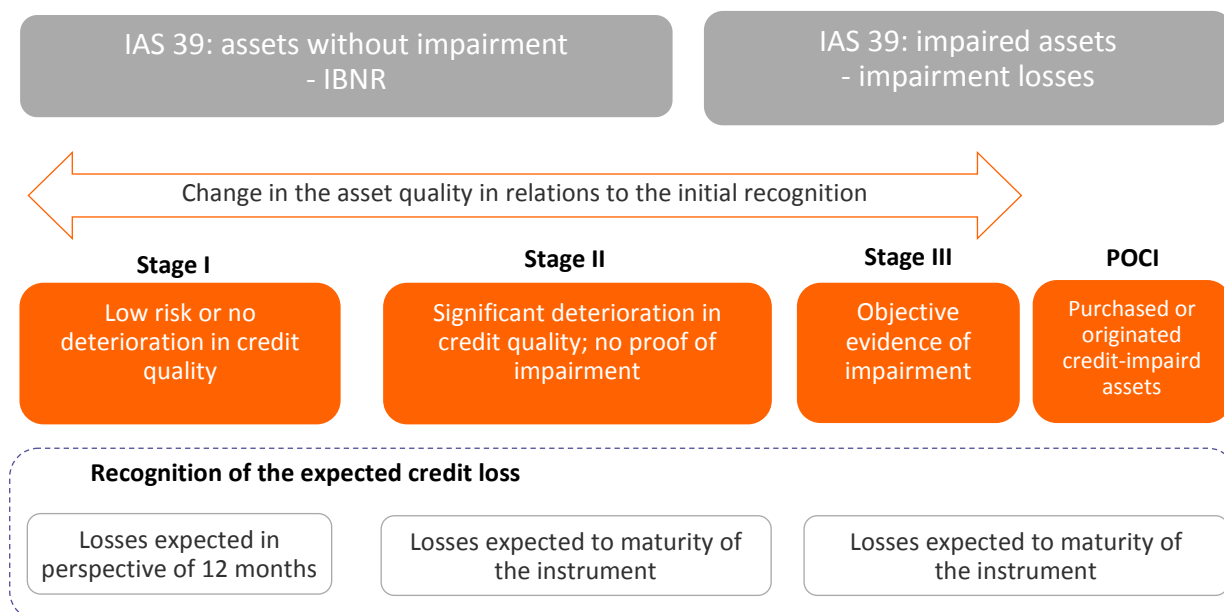 IAS 39: assets without impairment
- IBNR
IAS 39: impaired assets
- impairment losses
Change in the asset quality in relations to the initial recognition
Stage I
Low risk or no
deterioration in credit
quality
Stage II
Significant deterioration in
credit quality; no proof of
impairment
Stage III
Objective
evidence of
impairment
POCI
Purchased or
originated
credit-impaird
assets
Recognition of the expected credit loss
Losses expected in
perspective of 12 months
Losses expected to maturity of
the instrument
Losses expected to maturity of
the instrument